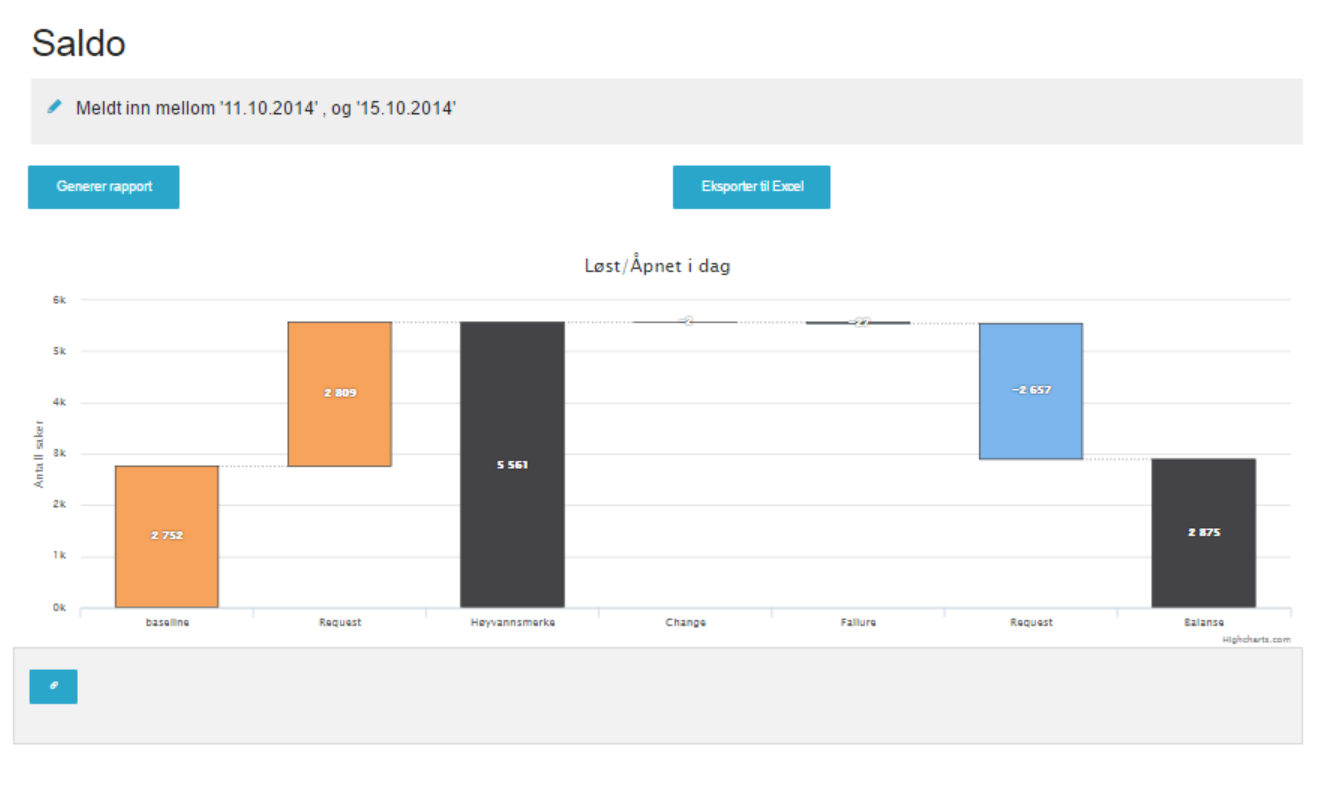 Saldo
Meldt inn mellom '11.10.2014' , og '15.10.2014'
Generer rapport
Eksporter til Excel
Løst/Åpnet i dag
6k
5k
4k
3k
2k
1k
0k
Antall saker
2 752
2 809
5 561
−2
−27
−2 657
2 875
baseline
Request
Høyvannsmerke
Change
Failure
Request
Balanse
Highcharts.com